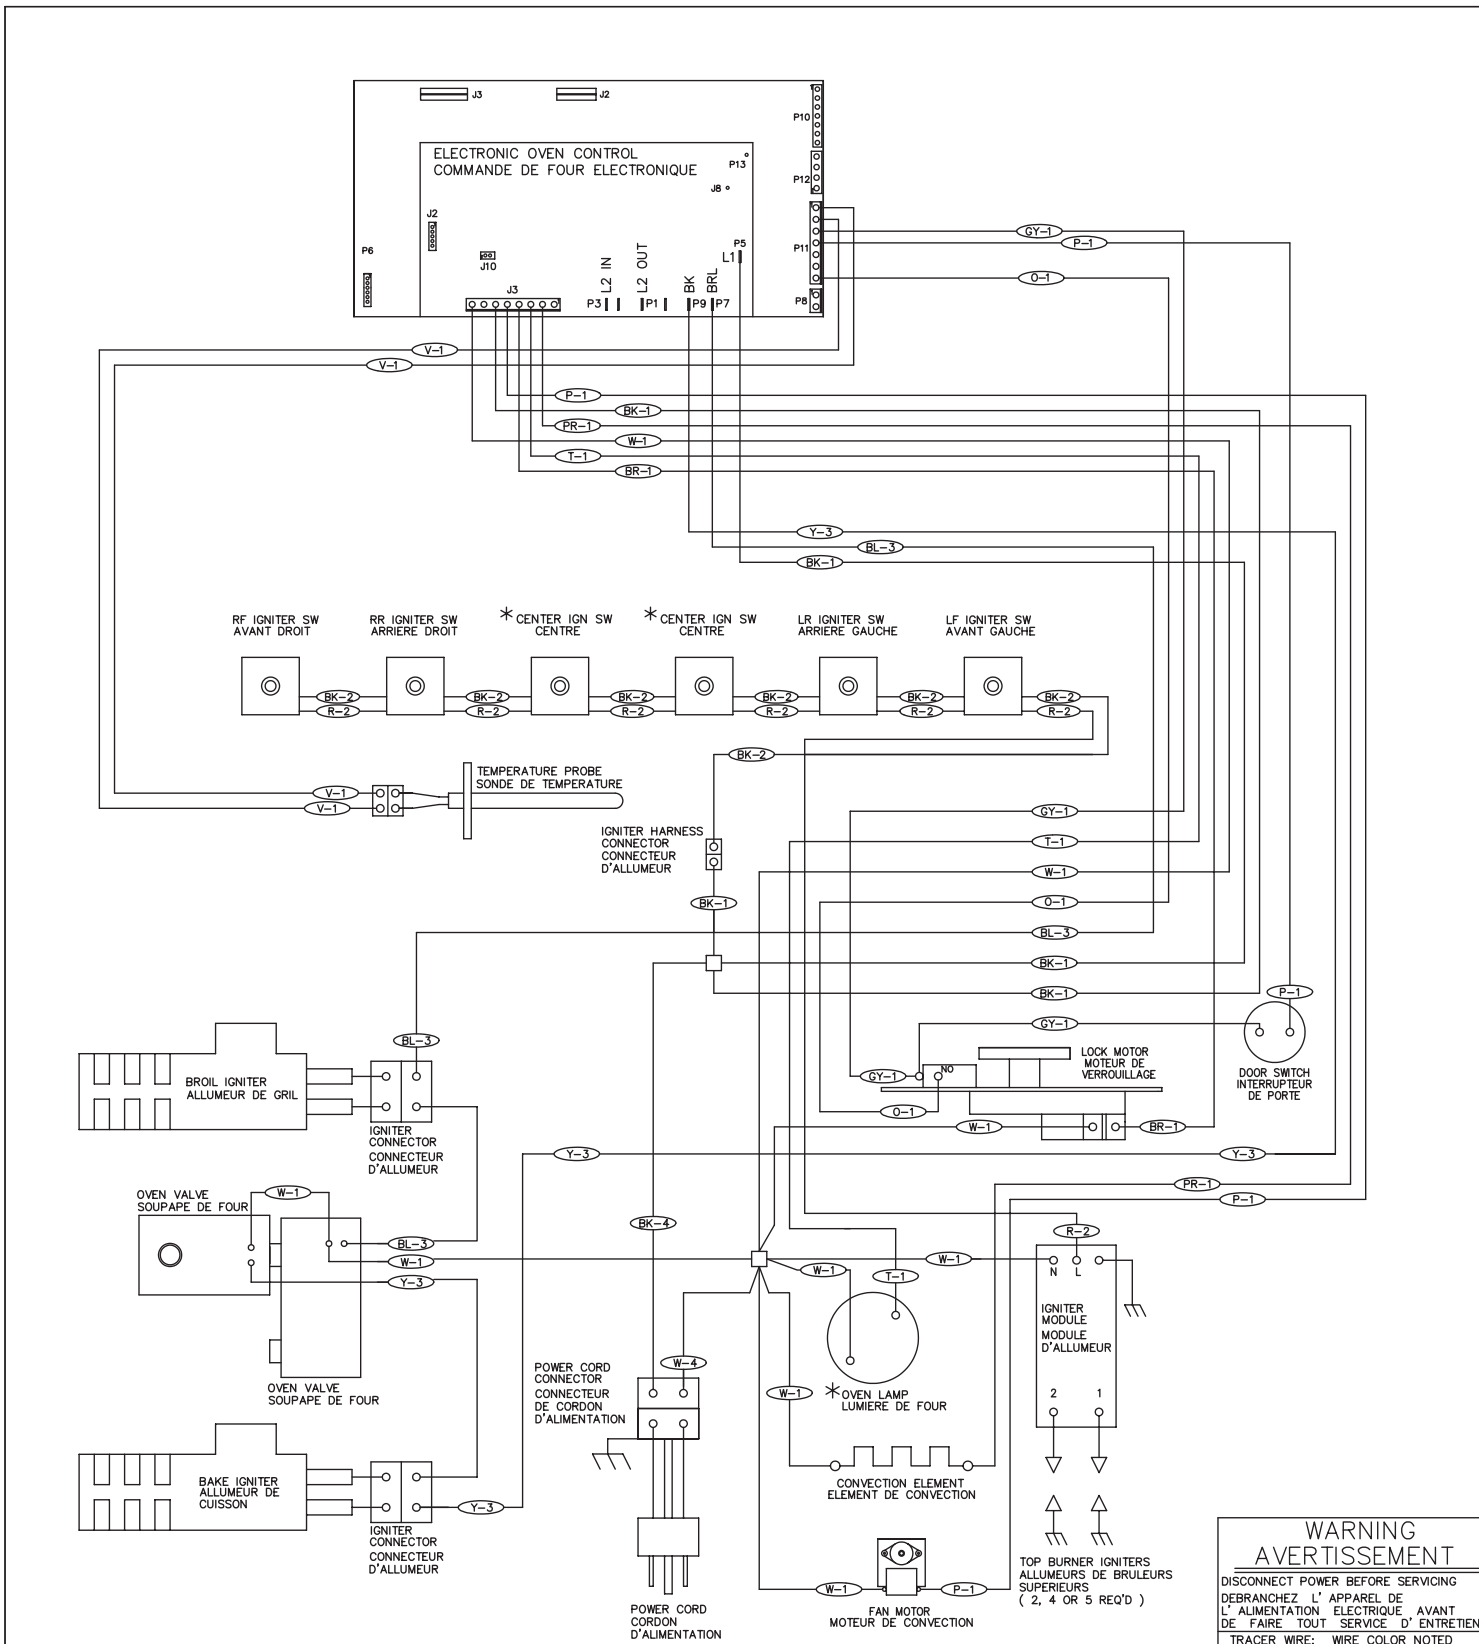 J3
J2
P10
ELECTRONIC OVEN CONTROL
COMMANDE DE FOUR ELECTRONIQUE
P13
P12
J8
J2
P6
P5
L1
P11
J10
L2 IN
L2 OUT
BK
BRL
J3
P3
P1
P9
P7
P8
GY-1
P-1
O-1
V-1
V-1
P-1
BK-1
PR-1
W-1
T-1
BR-1
Y-3
BL-3
BK-1
RF IGNITER SW
AVANT DROIT
RR IGNITER SW
ARRIERE DROIT
* CENTER IGN SW
CENTRE
* CENTER IGN SW
CENTRE
LR IGNITER SW
ARRIERE GAUCHE
LF IGNITER SW
AVANT GAUCHE
BK-2 BK-2 BK-2 BK-2 BK-2 BK-2
R-2 R-2 R-2 R-2 R-2 R-2
BK-2
TEMPERATURE PROBE
SONDE DE TEMPERATURE
V-1
V-1
IGNITER HARNESS
CONNECTOR
CONNECTEUR
D'ALLUMEUR
GY-1
T-1
W-1
BK-1
O-1
BL-3
BK-1
BK-1
P-1
GY-1
BL-3
BROIL IGNITER
ALLUMEUR DE GRIL
LOCK MOTOR
MOTEUR DE
VERROUILLAGE
NO
GY-1
DOOR SWITCH
INTERRUPTEUR
DE PORTE
O-1
W-1
BR-1
IGNITER
CONNECTOR
CONNECTEUR
D'ALLUMEUR
Y-3
Y-3
PR-1
P-1
OVEN VALVE
SOUPAPE DE FOUR
W-1
BK-4
R-2
BL-3
W-1
Y-3
W-1
W-1
T-1
N L
IGNITER
MODULE
MODULE
D'ALLUMEUR
2 1
OVEN VALVE
SOUPAPE DE FOUR
POWER CORD
CONNECTOR
CONNECTEUR
DE CORDON
D'ALIMENTATION
W-4
W-1
* OVEN LAMP
LUMIERE DE FOUR
CONVECTION ELEMENT
ELEMENT DE CONVECTION
BAKE IGNITER
ALLUMEUR DE
CUISSON
Y-3
IGNITER
CONNECTOR
CONNECTEUR
D'ALLUMEUR
POWER CORD
CORDON
D'ALIMENTATION
W-1
P-1
FAN MOTOR
MOTEUR DE CONVECTION
TOP BURNER IGNITERS
ALLUMEURS DE BRULEURS
SUPERIEURS
( 2, 4 OR 5 REQ'D )
WARNING
AVERTISSEMENT
DISCONNECT POWER BEFORE SERVICING
DEBRANCHEZ L' APPAREL DE
L' ALIMENTATION ELECTRIQUE AVANT
DE FAIRE TOUT SERVICE D' ENTRETIEN
TRACER WIRE: WIRE COLOR NOTED